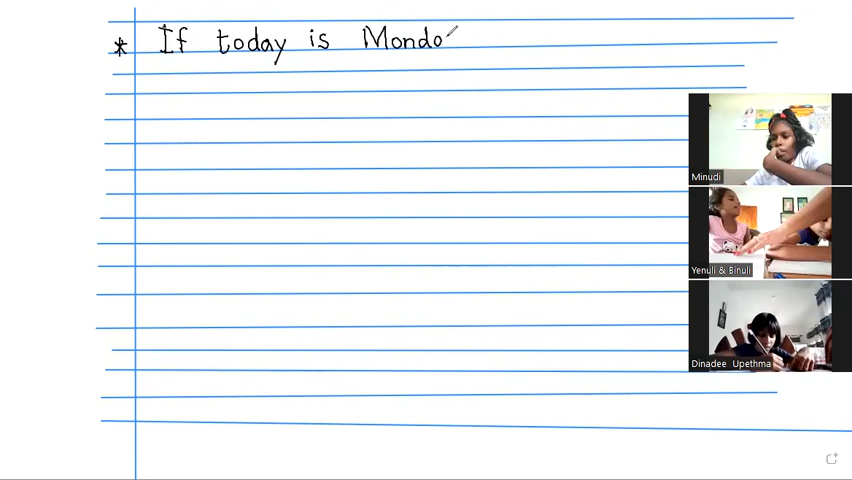 * If today is Mondo
Minudi
Yenuli & Binuli
Dinadee Upethma